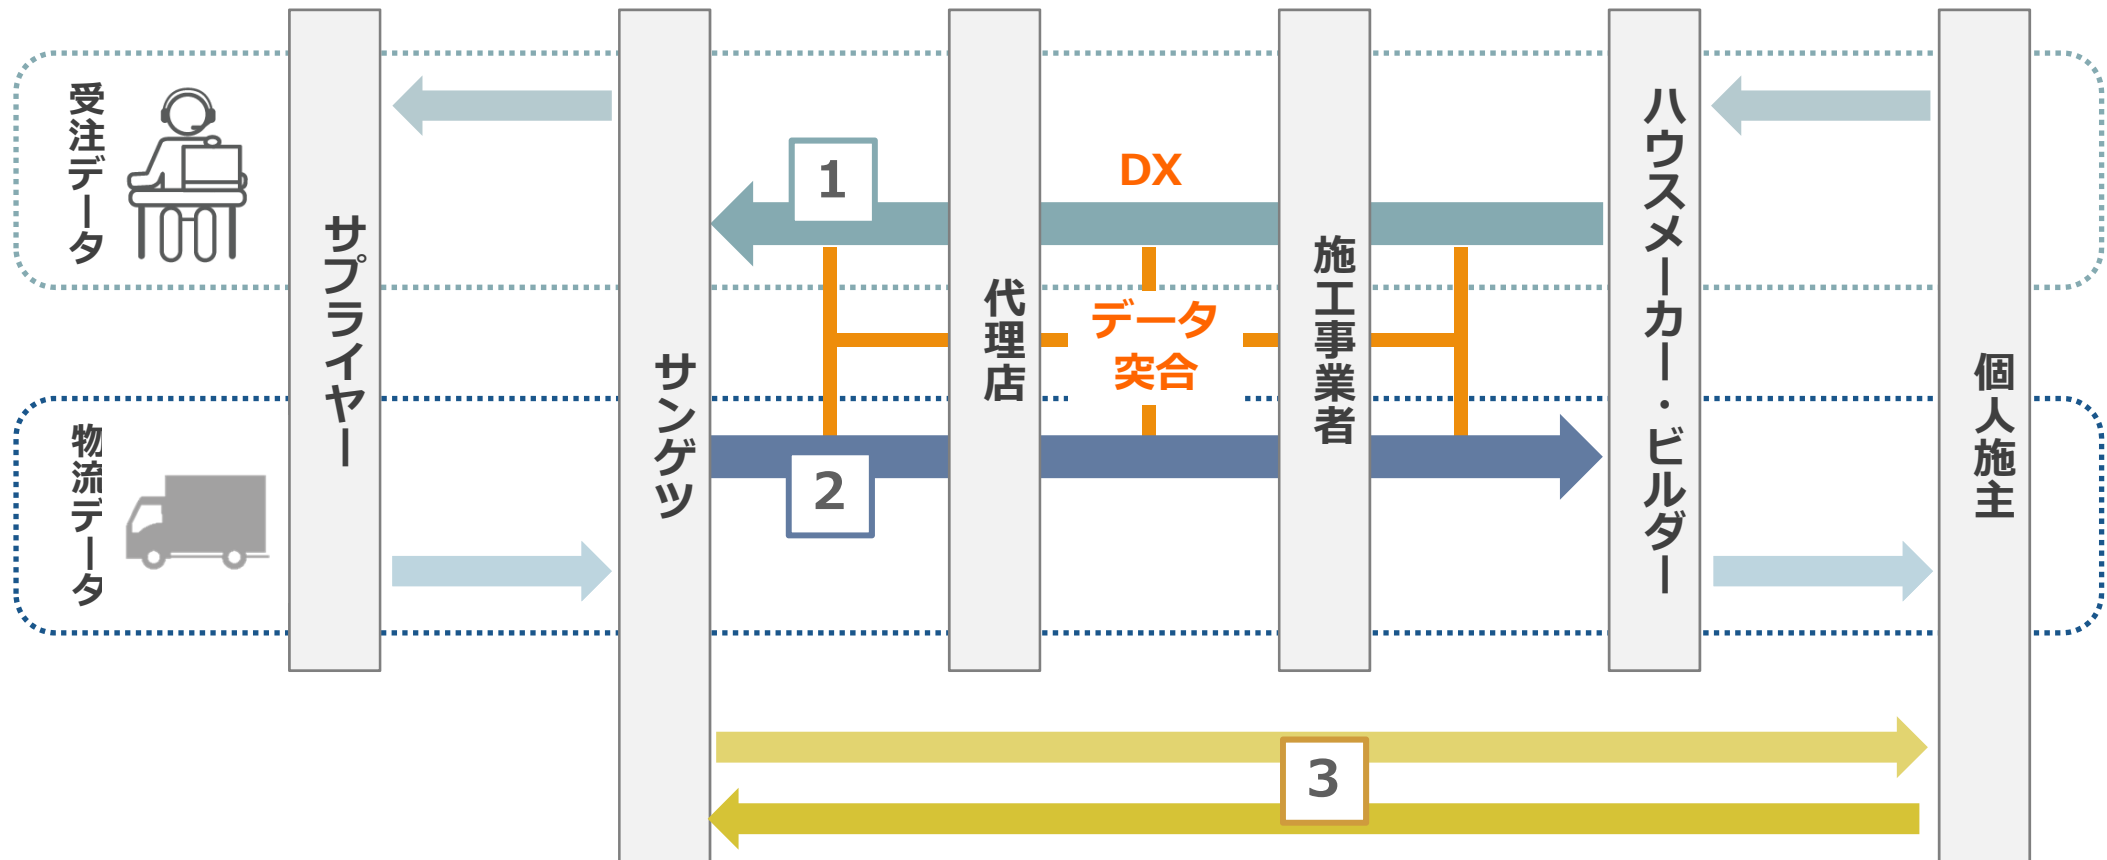 受注データ
物流データ
サプライヤー
サンゲツ
代理店
施工事業者
ハウスメーカー・ビルダー
個人施主
1
DX
データ
突合
2
3